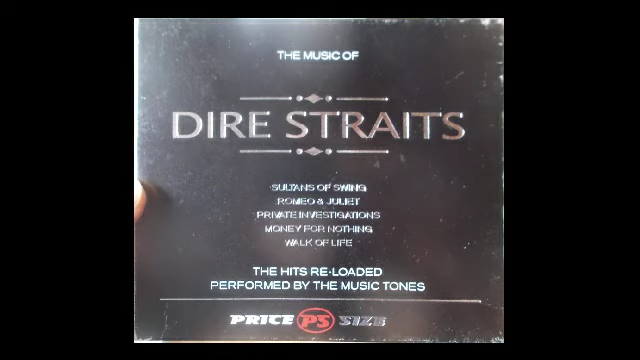 THE MUSIC OF
DIRE STRAITS
SULTANS OF SWING
ROMEO & JULIET
PRIVATE INVESTIGATIONS
MONEY FOR NOTHING
WALK OF LIFE
THE HITS RE-LOADED
PERFORMED BY THE MUSIC TONES
PRICE PS SIZE